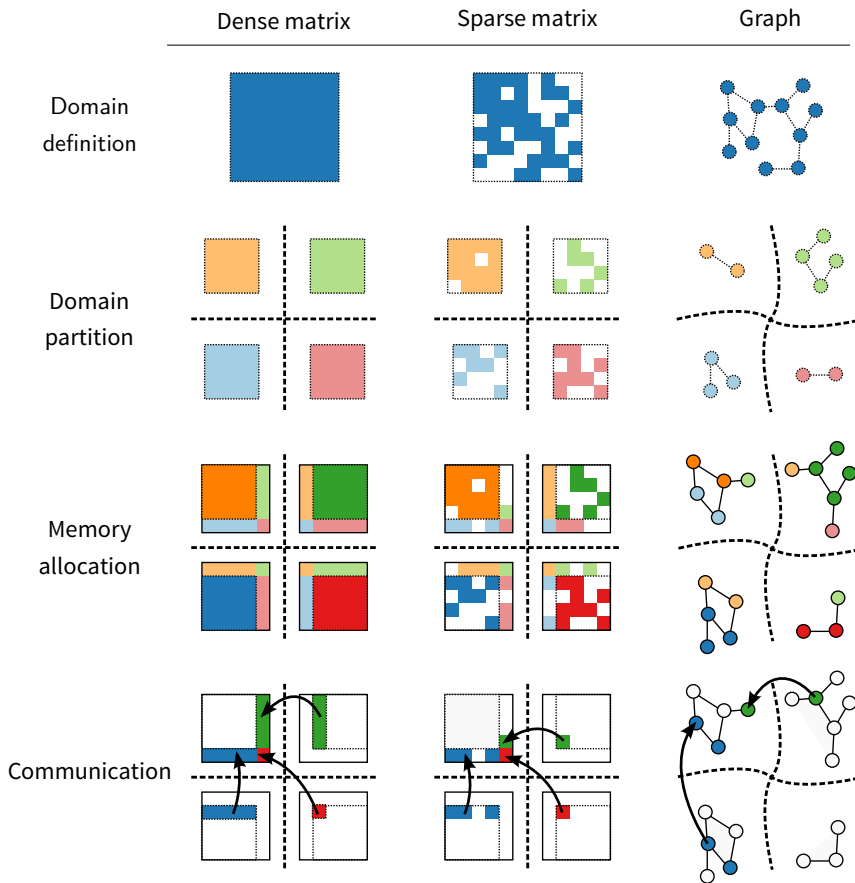 Dense matrix
Sparse matrix
Graph
Domain
definition
Domain
partition
Memory
allocation
Communication